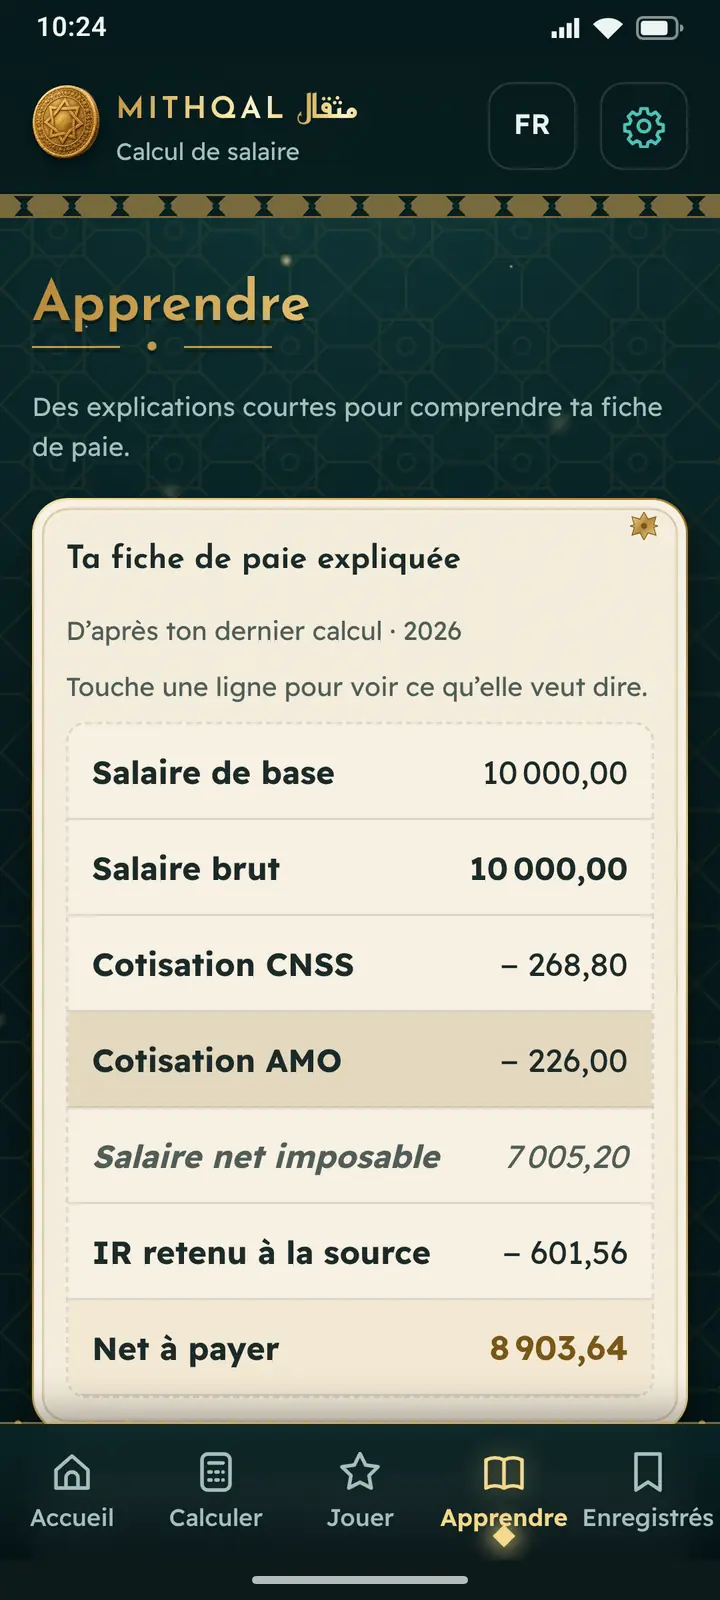 10:24
MITHQAL مثقال
Calcul de salaire
FR
Apprendre
Des explications courtes pour comprendre ta fiche
de paie.
Ta fiche de paie expliquée
D’après ton dernier calcul · 2026
Touche une ligne pour voir ce qu’elle veut dire.
Salaire de base 10 000,00
Salaire brut 10 000,00
Cotisation CNSS – 268,80
Cotisation AMO – 226,00
Salaire net imposable 7 005,20
IR retenu à la source – 601,56
Net à payer 8 903,64
Accueil Calculer Jouer Apprendre Enregistrés